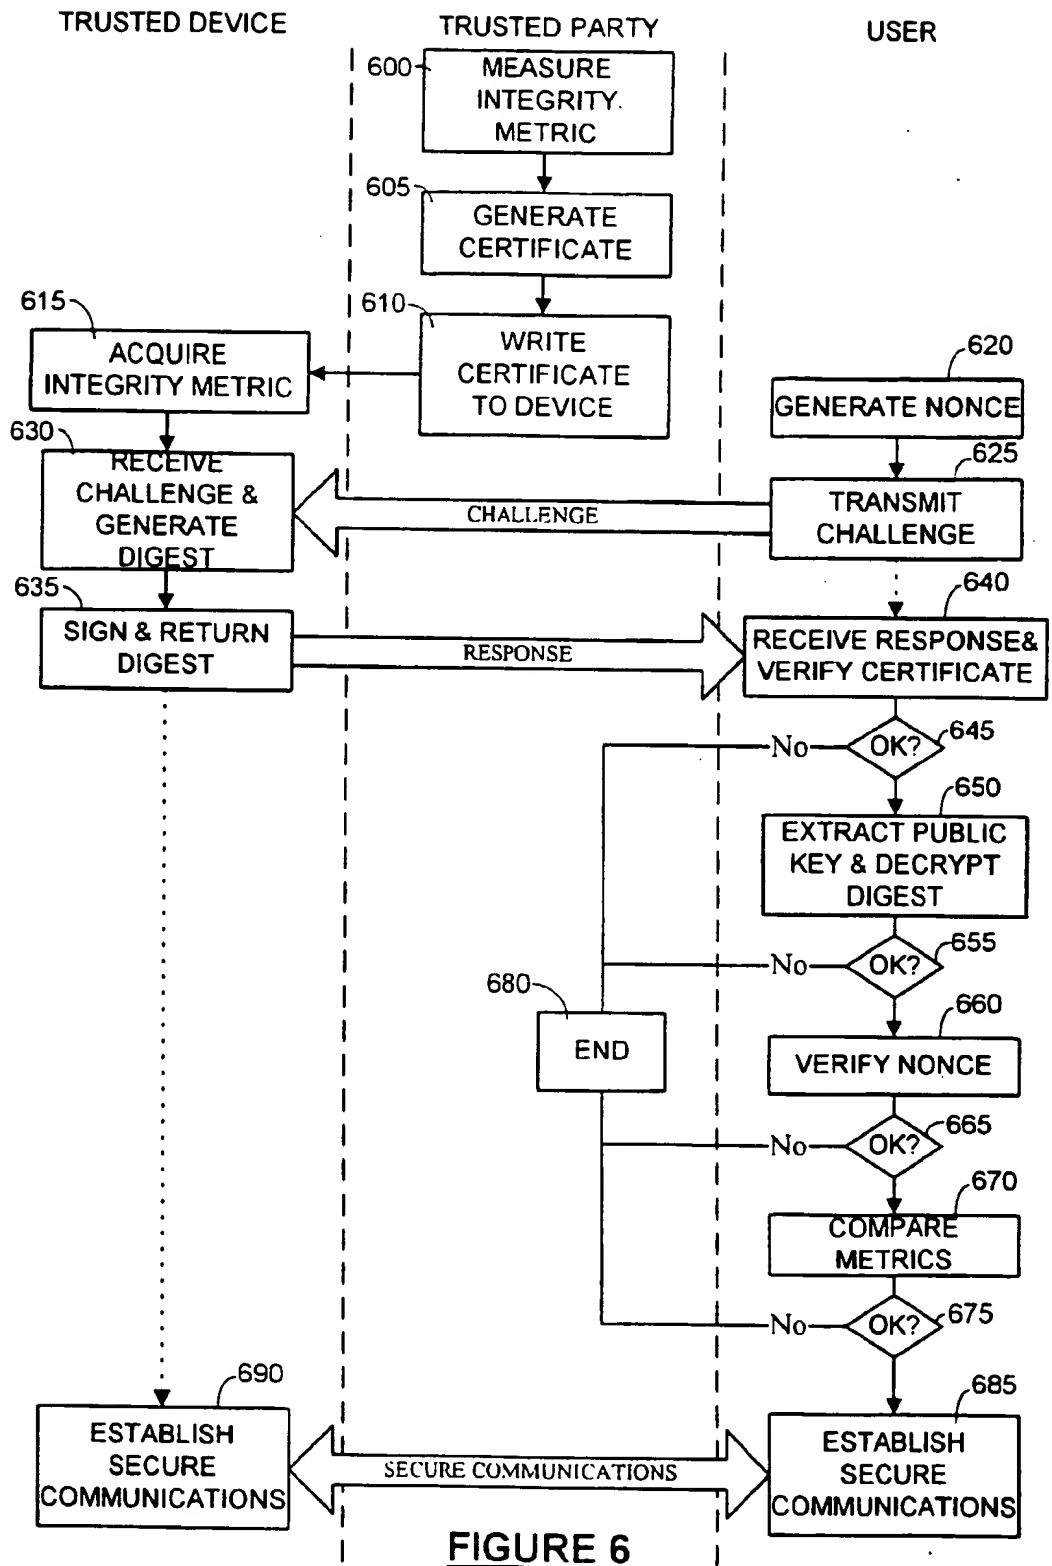 TRUSTED DEVICE
TRUSTED PARTY
USER
600
MEASURE
INTEGRITY
METRIC
605
GENERATE
CERTIFICATE
610
WRITE
CERTIFICATE
TO DEVICE
615
ACQUIRE
INTEGRITY METRIC
620
GENERATE NONCE
630
RECEIVE
CHALLENGE &
GENERATE
DIGEST
625
TRANSMIT
CHALLENGE
CHALLENGE
635
SIGN & RETURN
DIGEST
RESPONSE
640
RECEIVE RESPONSE&
VERIFY CERTIFICATE
No
OK?
645
650
EXTRACT PUBLIC
KEY & DECRYPT
DIGEST
No
OK?
655
680
END
660
VERIFY NONCE
No
OK?
665
670
COMPARE
METRICS
No
OK?
675
690
ESTABLISH
SECURE
COMMUNICATIONS
SECURE COMMUNICATIONS
685
ESTABLISH
SECURE
COMMUNICATIONS
FIGURE 6